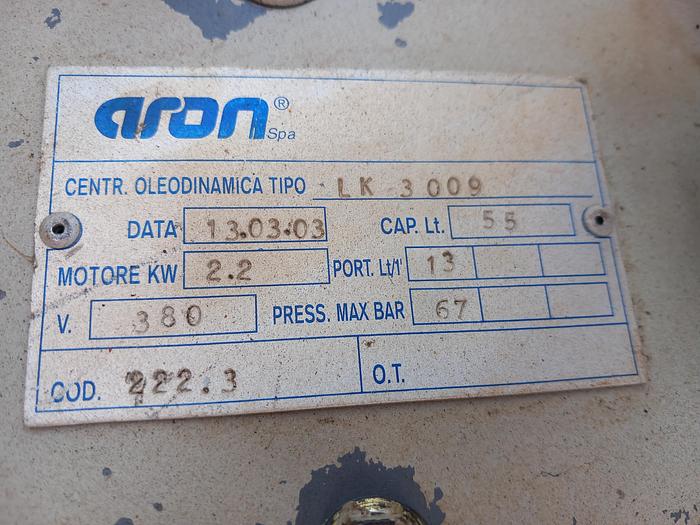 aron® Spa
CENTR. OLEODINAMICA TIPO LK 3009
DATA 13.03.03 CAP. Lt. 55
MOTORE KW 2.2 PORT. Lt/1' 13
V. 380 PRESS. MAX BAR 67
COD. 222.3 O.T.